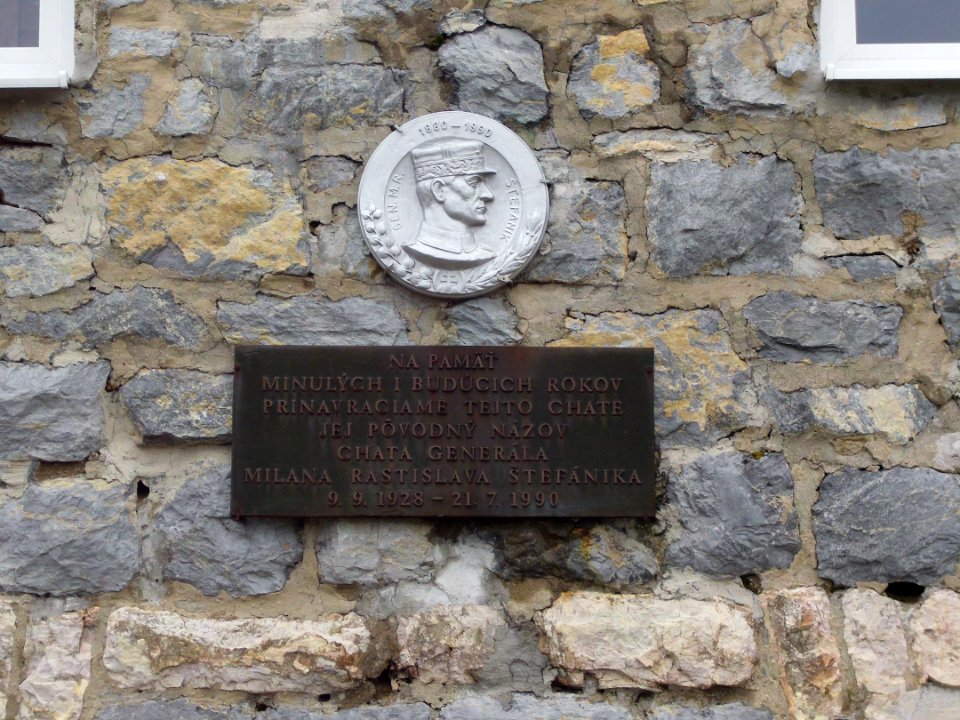 1880 – 1990
GEN. M. R. ŠTEFÁNIK
NA PAMÄŤ
MINULÝCH I BUDÚCICH ROKOV
PRINAVRACIAME TEJTO CHATE
JEJ PÔVODNÝ NÁZOV
CHATA GENERÁLA
MILANA RASTISLAVA ŠTEFÁNIKA
9. 9. 1928 – 21. 7. 1990